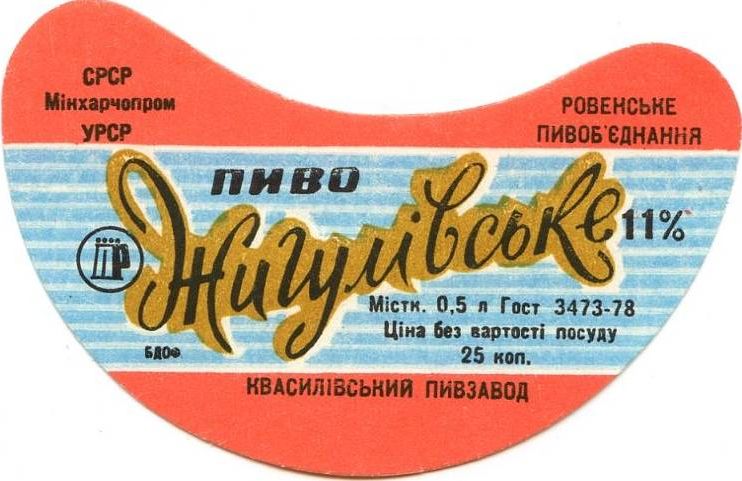 СРСР
Мінхарчопром
УРСР
РОВЕНСЬКЕ
ПИВОБ'ЄДНАННЯ
ПИВО
Жигулівське
11%
Містк. 0,5 л Гост 3473-78
Ціна без вартості посуду
25 коп.
БДОФ
КВАСИЛІВСЬКИЙ ПИВЗАВОД